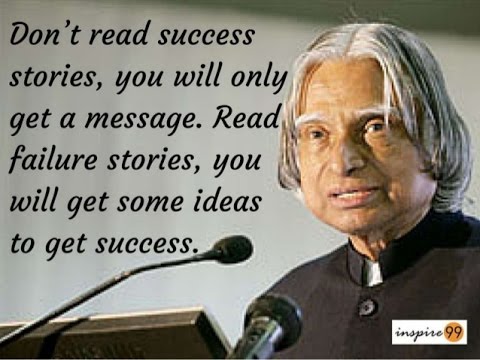 Don't read success
stories, you will only
get a message. Read
failure stories, you
will get some ideas
to get success.
inspire99